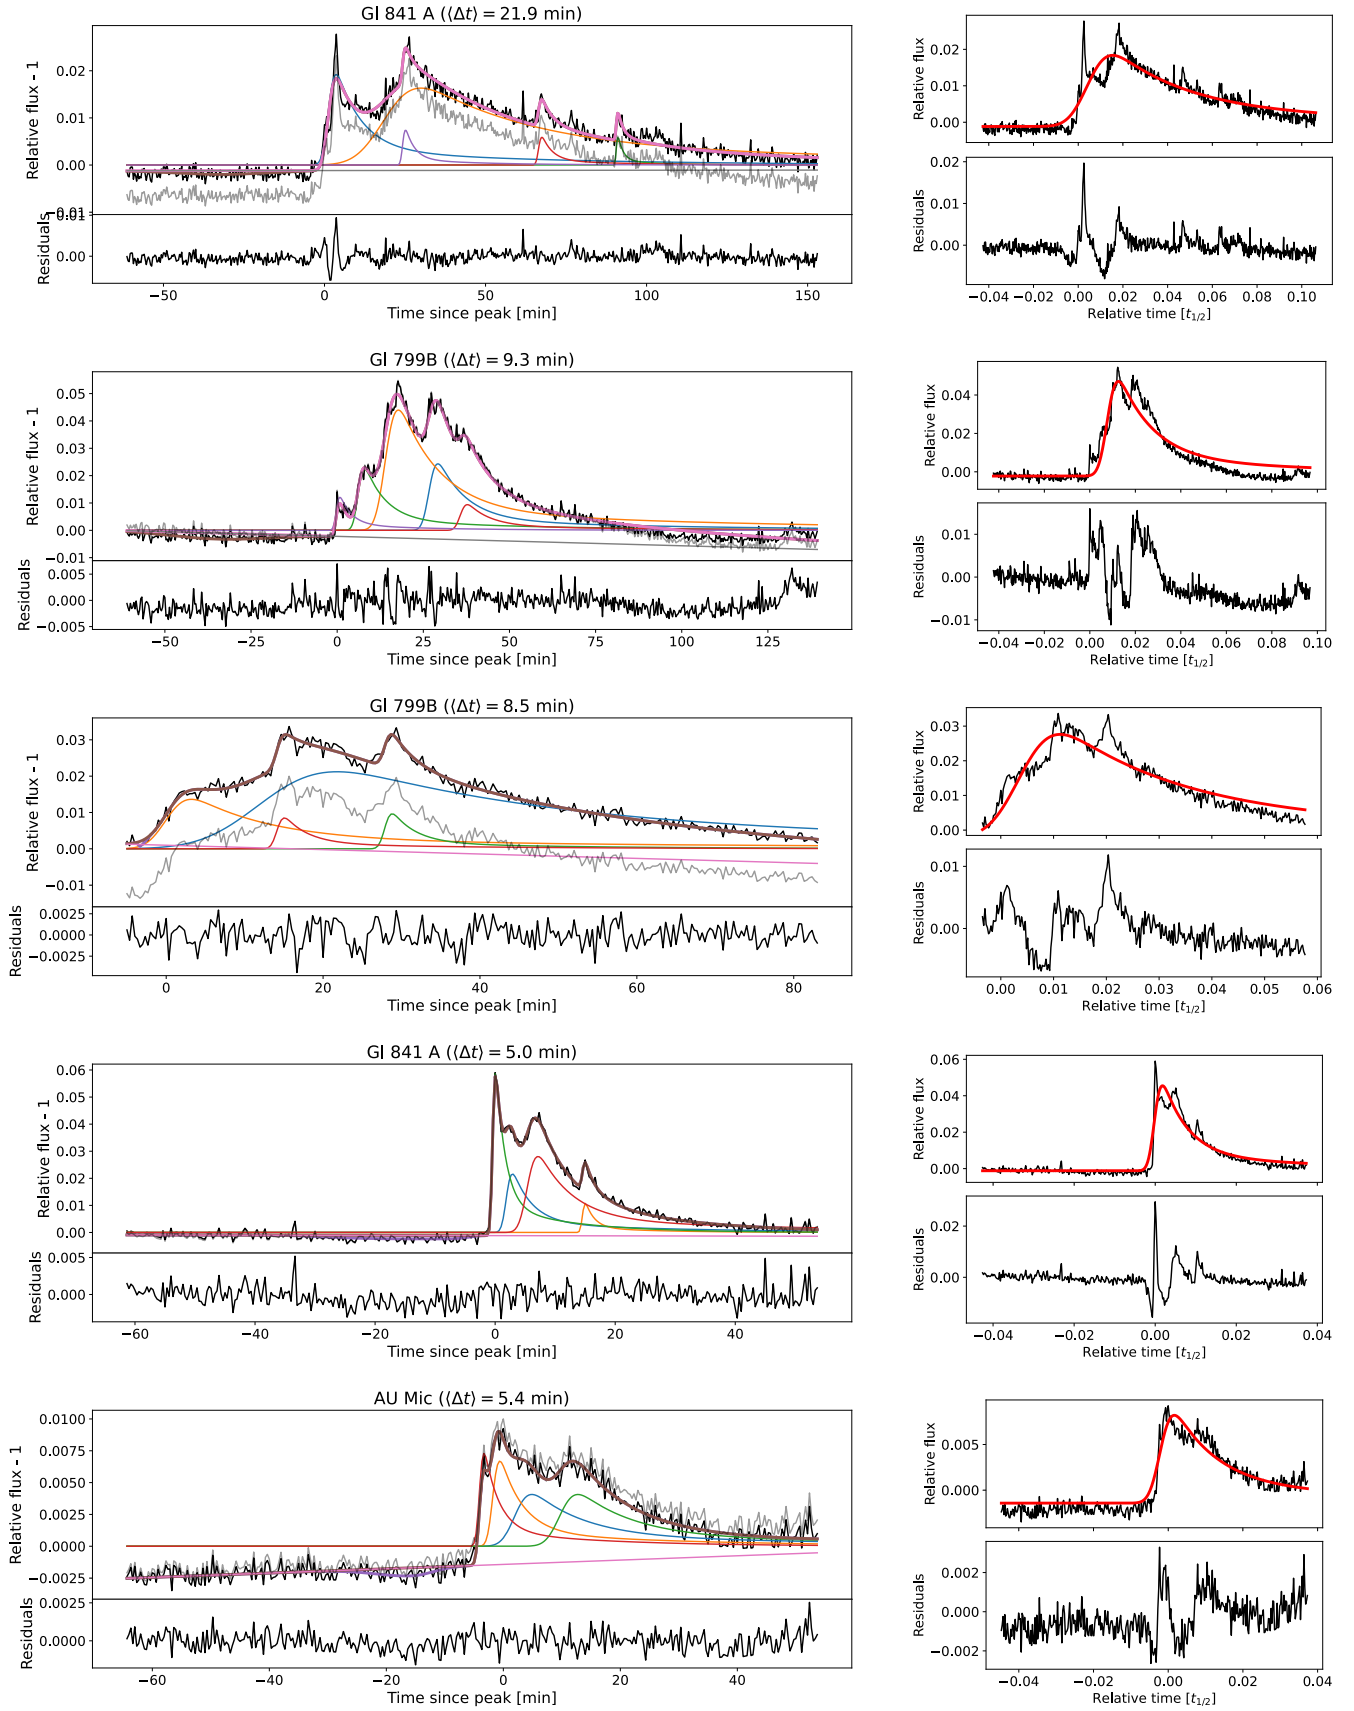 Gl 841 A (⟨Δt⟩ = 21.9 min)
Relative flux - 1
0.02
0.01
0.00
−0.01
Residuals
0.01
0.00
−50 0 50 100 150
Time since peak [min]
Relative flux
0.02
0.01
0.00
Residuals
0.02
0.01
0.00
−0.04 −0.02 0.00 0.02 0.04 0.06 0.08 0.10
Relative time [t1/2]
Gl 799B (⟨Δt⟩ = 9.3 min)
Relative flux - 1
0.05
0.04
0.03
0.02
0.01
0.00
−0.01
Residuals
0.005
0.000
−0.005
−50 −25 0 25 50 75 100 125
Time since peak [min]
Relative flux
0.04
0.02
0.00
Residuals
0.01
0.00
−0.01
−0.04 −0.02 0.00 0.02 0.04 0.06 0.08 0.10
Relative time [t1/2]
Gl 799B (⟨Δt⟩ = 8.5 min)
Relative flux - 1
0.03
0.02
0.01
0.00
−0.01
Residuals
0.0025
0.0000
−0.0025
0 20 40 60 80
Time since peak [min]
Relative flux
0.03
0.02
0.01
0.00
Residuals
0.01
0.00
0.00 0.01 0.02 0.03 0.04 0.05 0.06
Relative time [t1/2]
Gl 841 A (⟨Δt⟩ = 5.0 min)
Relative flux - 1
0.06
0.05
0.04
0.03
0.02
0.01
0.00
Residuals
0.005
0.000
−60 −40 −20 0 20 40
Time since peak [min]
Relative flux
0.06
0.04
0.02
0.00
Residuals
0.02
0.00
−0.04 −0.02 0.00 0.02 0.04
Relative time [t1/2]
AU Mic (⟨Δt⟩ = 5.4 min)
Relative flux - 1
0.0100
0.0075
0.0050
0.0025
0.0000
−0.0025
Residuals
0.0025
0.0000
−60 −40 −20 0 20 40
Time since peak [min]
Relative flux
0.005
0.000
Residuals
0.002
0.000
−0.002
−0.04 −0.02 0.00 0.02 0.04
Relative time [t1/2]